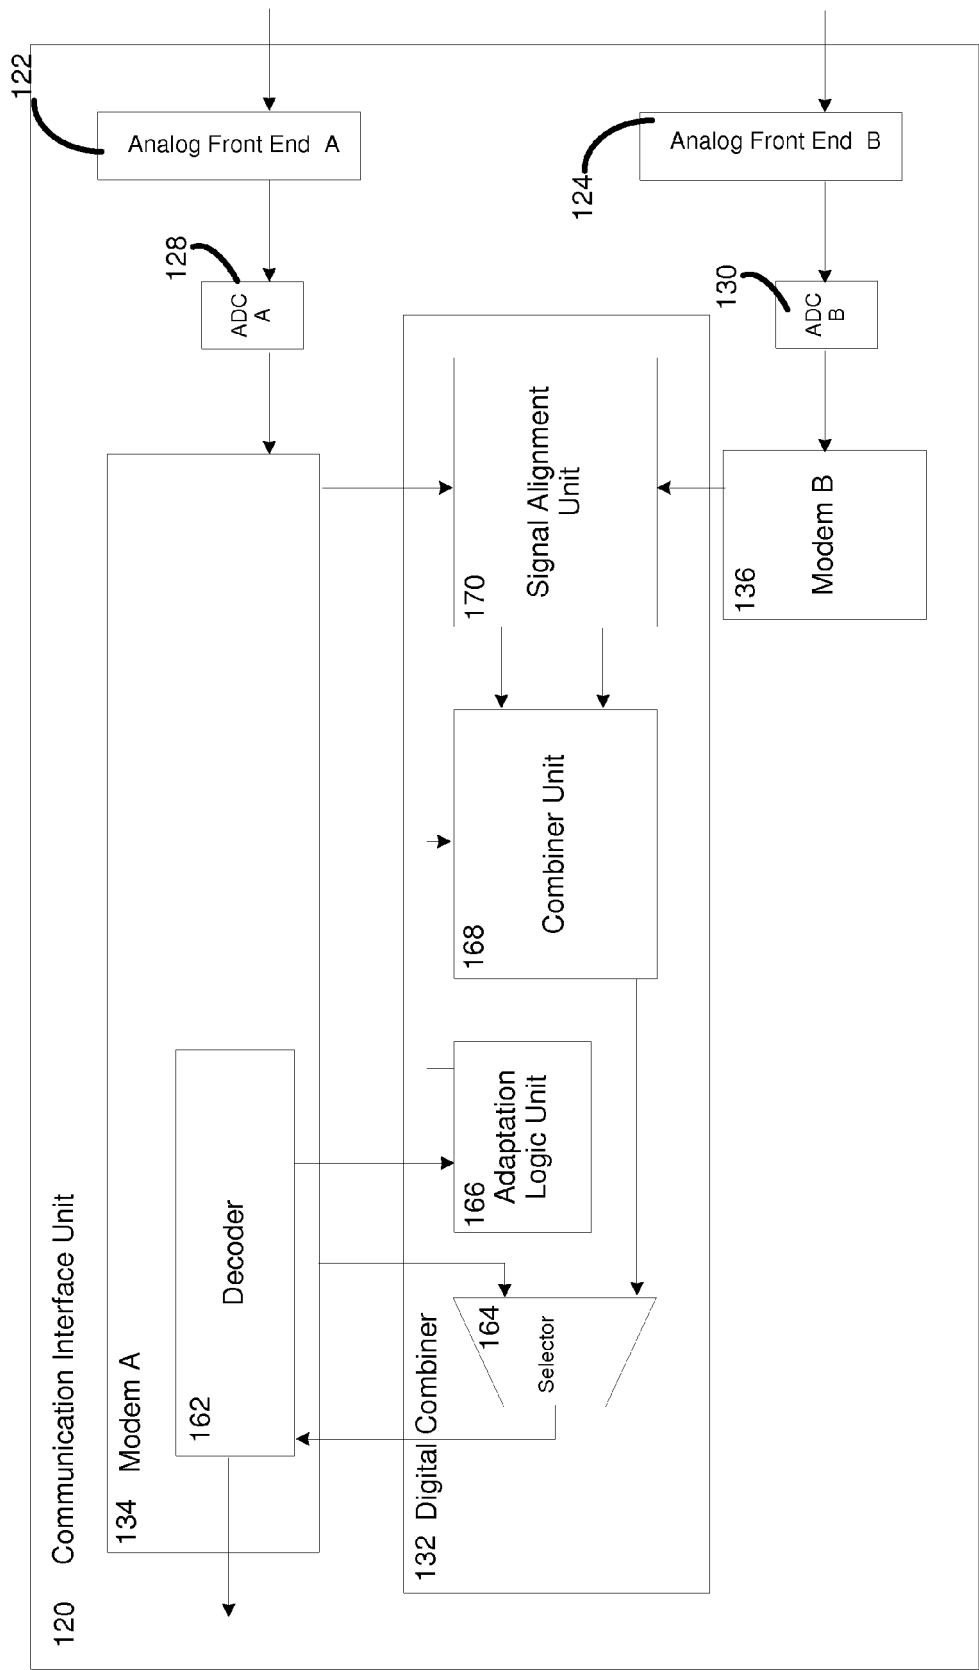 120 Communication Interface Unit
122
Analog Front End A
128
ADC
A
134 Modem A
162
Decoder
132 Digital Combiner
164
Selector
166
Adaptation
Logic Unit
168
Combiner Unit
170
Signal Alignment
Unit
124
Analog Front End B
130
ADC
B
136
Modem B